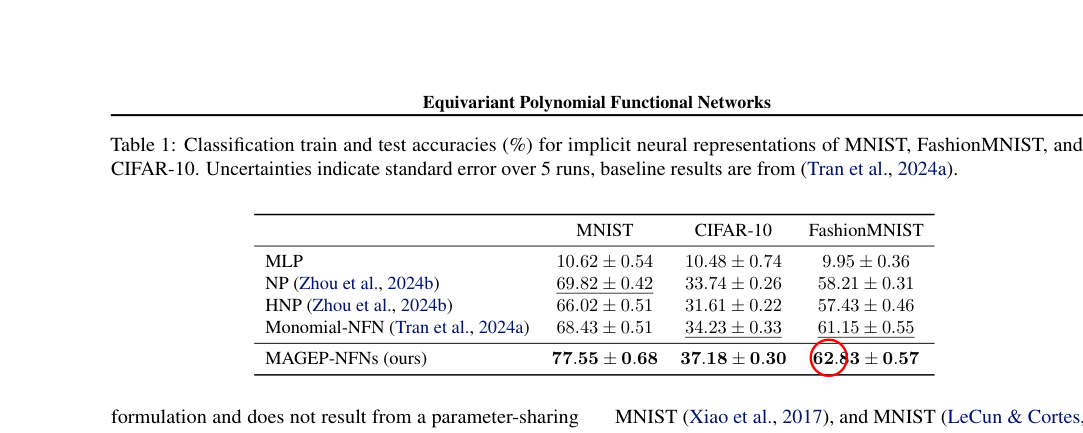 Equivariant Polynomial Functional Networks
Table 1: Classification train and test accuracies (%) for implicit neural representations of MNIST, FashionMNIST, and
CIFAR-10. Uncertainties indicate standard error over 5 runs, baseline results are from (Tran et al., 2024a).
MNIST CIFAR-10 FashionMNIST
MLP 10.62 ± 0.54 10.48 ± 0.74 9.95 ± 0.36
NP (Zhou et al., 2024b) 69.82 ± 0.42 33.74 ± 0.26 58.21 ± 0.31
HNP (Zhou et al., 2024b) 66.02 ± 0.51 31.61 ± 0.22 57.43 ± 0.46
Monomial-NFN (Tran et al., 2024a) 68.43 ± 0.51 34.23 ± 0.33 61.15 ± 0.55
MAGEP-NFNs (ours) 77.55 ± 0.68 37.18 ± 0.30 62.83 ± 0.57
formulation and does not result from a parameter-sharing
MNIST (Xiao et al., 2017), and MNIST (LeCun & Cortes,